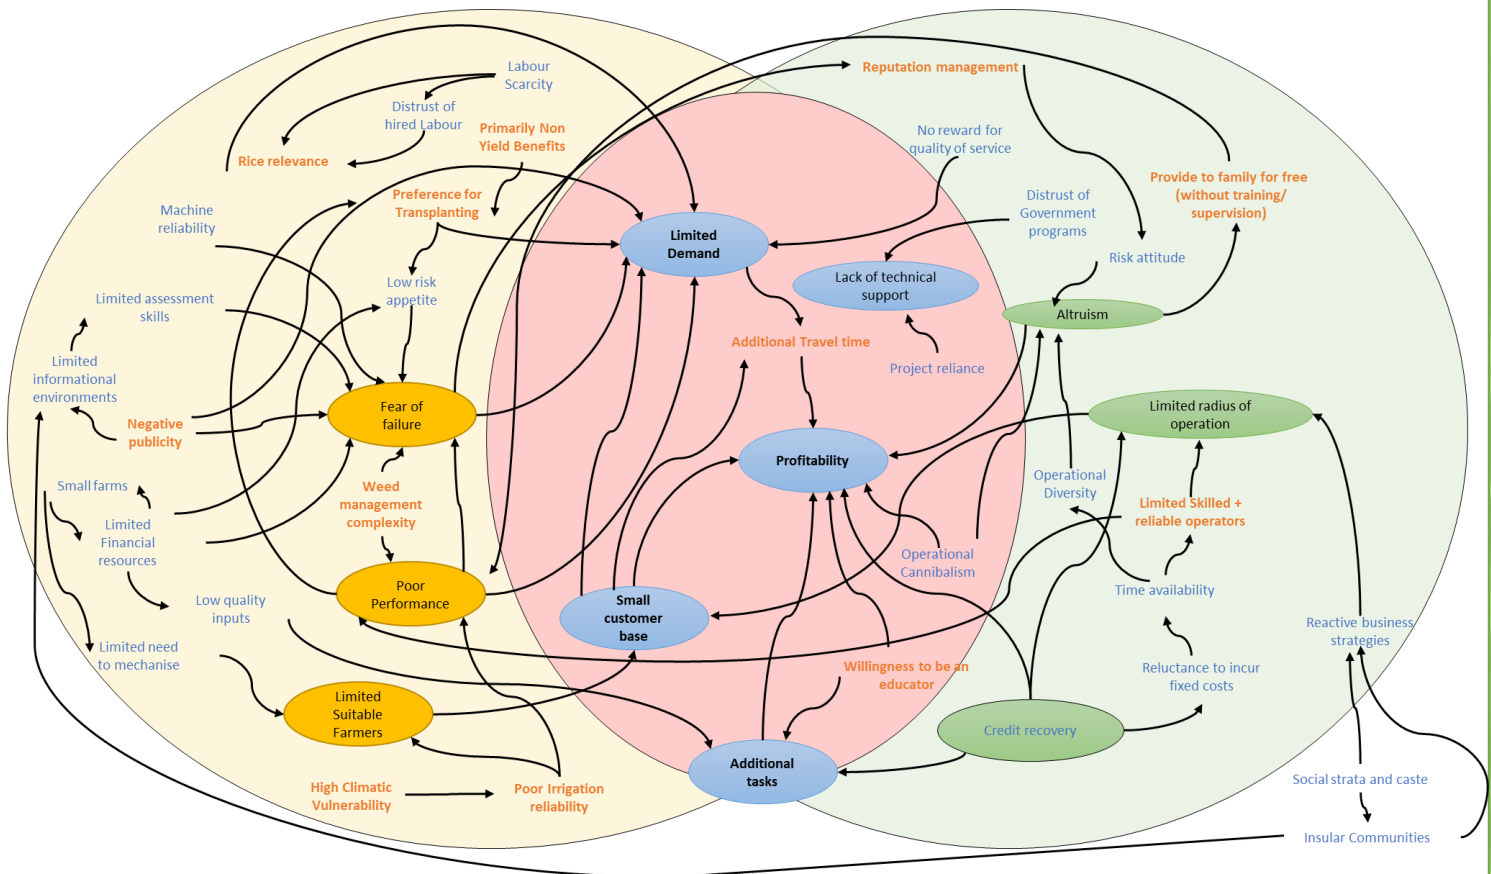 Labour
Scarcity
Distrust of
hired Labour
Primarily Non
Yield Benefits
Rice relevance
Preference for
Transplanting
Machine
reliability
Low risk
appetite
Limited assessment
skills
Limited
informational
environments
Negative
publicity
Fear of
failure
Small farms
Weed
management
complexity
Limited
Financial
resources
Poor
Performance
Low quality
inputs
Limited need
to mechanise
Limited
Suitable
Farmers
High Climatic
Vulnerability
Poor Irrigation
reliability
Limited
Demand
Lack of technical
support
Additional Travel time
Project reliance
Profitability
Operational
Cannibalism
Small
customer
base
Willingness to be an
educator
Additional
tasks
Reputation management
No reward for
quality of service
Distrust of
Government
programs
Provide to family for free
(without training/
supervision)
Risk attitude
Altruism
Limited radius of
operation
Operational
Diversity
Limited Skilled +
reliable operators
Time availability
Reluctance to incur
fixed costs
Credit recovery
Reactive business
strategies
Social strata and caste
Insular Communities